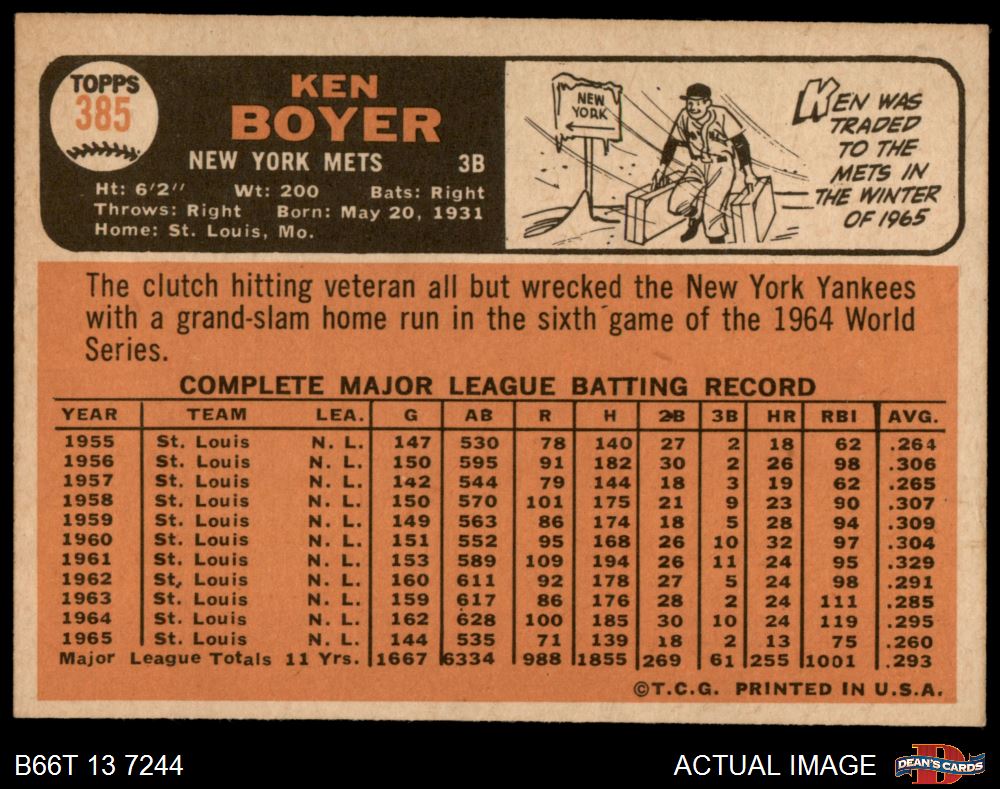 TOPPS
385
KEN
BOYER
NEW YORK METS 3B
Ht: 6'2" Wt: 200 Bats: Right
Throws: Right Born: May 20, 1931
Home: St. Louis, Mo.
NEW
YORK
KEN WAS
TRADED
TO THE
METS IN
THE WINTER
OF 1965
The clutch hitting veteran all but wrecked the New York Yankees
with a grand-slam home run in the sixth game of the 1964 World
Series.
COMPLETE MAJOR LEAGUE BATTING RECORD
YEAR TEAM LEA. G AB R H 2B 3B HR RBI AVG.
1955 St. Louis N. L. 147 530 78 140 27 2 18 62 .264
1956 St. Louis N. L. 150 595 91 182 30 2 26 98 .306
1957 St. Louis N. L. 142 544 79 144 18 3 19 62 .265
1958 St. Louis N. L. 150 570 101 175 21 9 23 90 .307
1959 St. Louis N. L. 149 563 86 174 18 5 28 94 .309
1960 St. Louis N. L. 151 552 95 168 26 10 32 97 .304
1961 St. Louis N. L. 153 589 109 194 26 11 24 95 .329
1962 St. Louis N. L. 160 611 92 178 27 5 24 98 .291
1963 St. Louis N. L. 159 617 86 176 28 2 24 111 .285
1964 St. Louis N. L. 162 628 100 185 30 10 24 119 .295
1965 St. Louis N. L. 144 535 71 139 18 2 13 75 .260
Major League Totals 11 Yrs. 1667 6334 988 1855 269 61 255 1001 .293
©T.C.G. PRINTED IN U.S.A.
B66T 13 7244
ACTUAL IMAGE
DEAN'S CARDS